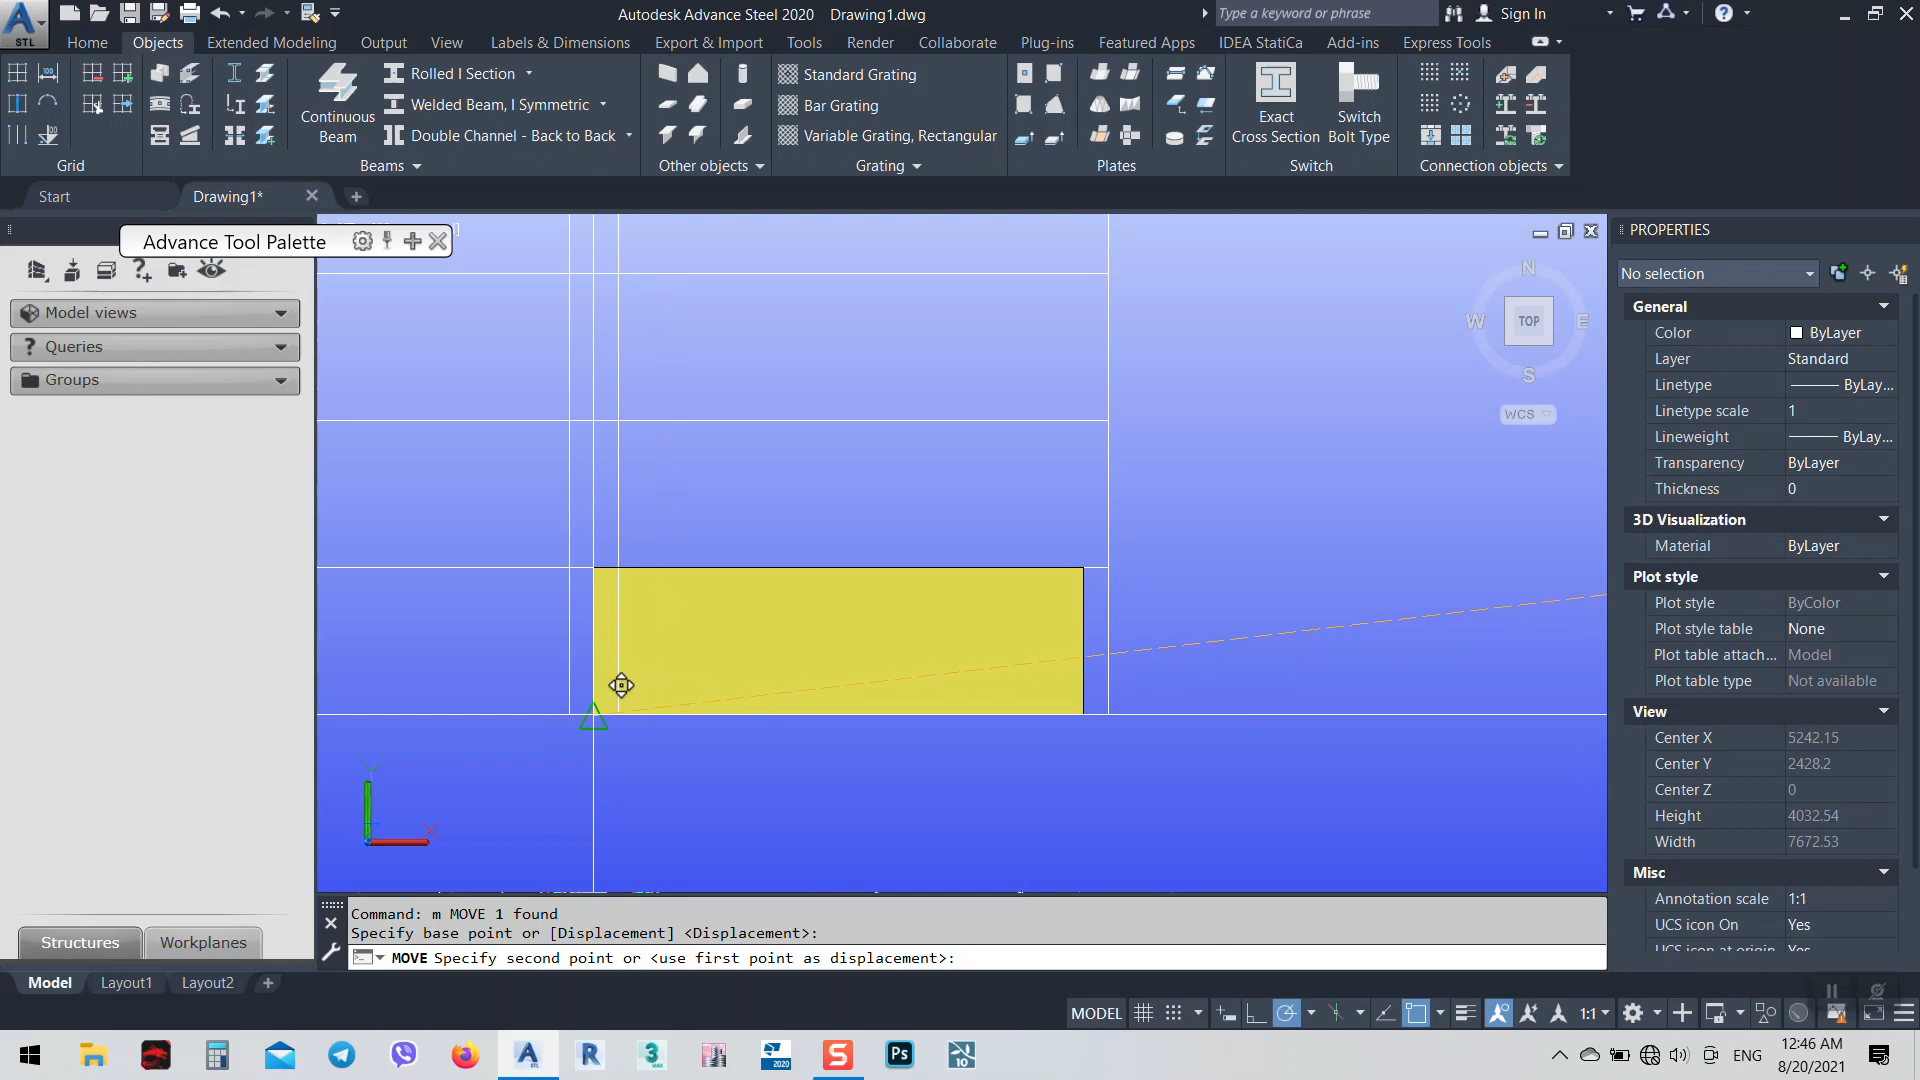 STL
Autodesk Advance Steel 2020 Drawing1.dwg
Type a keyword or phrase
Sign In
Home
Objects
Extended Modeling
Output
View
Labels & Dimensions
Export & Import
Tools
Render
Collaborate
Plug-ins
Featured Apps
IDEA StatiCa
Add-ins
Express Tools
Continuous
Beam
Rolled I Section
Welded Beam, I Symmetric
Double Channel - Back to Back
Standard Grating
Bar Grating
Variable Grating, Rectangular
Exact
Cross Section
Switch
Bolt Type
Grid
Beams
Other objects
Grating
Plates
Switch
Connection objects
Start
Drawing1*
Advance Tool Palette
Model views
Queries
Groups
Structures
Workplanes
N
W
TOP
E
S
WCS
Y
X
PROPERTIES
No selection
General
Color ByLayer
Layer Standard
Linetype ByLay...
Linetype scale 1
Lineweight ByLay...
Transparency ByLayer
Thickness 0
3D Visualization
Material ByLayer
Plot style
Plot style ByColor
Plot style table None
Plot table attach... Model
Plot table type Not available
View
Center X 5242.15
Center Y 2428.2
Center Z 0
Height 4032.54
Width 7672.53
Misc
Annotation scale 1:1
UCS icon On Yes
UCS icon at origin Yes
Command: m MOVE 1 found
Specify base point or [Displacement] <Displacement>:
MOVE Specify second point or <use first point as displacement>:
Model
Layout1
Layout2
MODEL
1:1
ENG
12:46 AM
8/20/2021